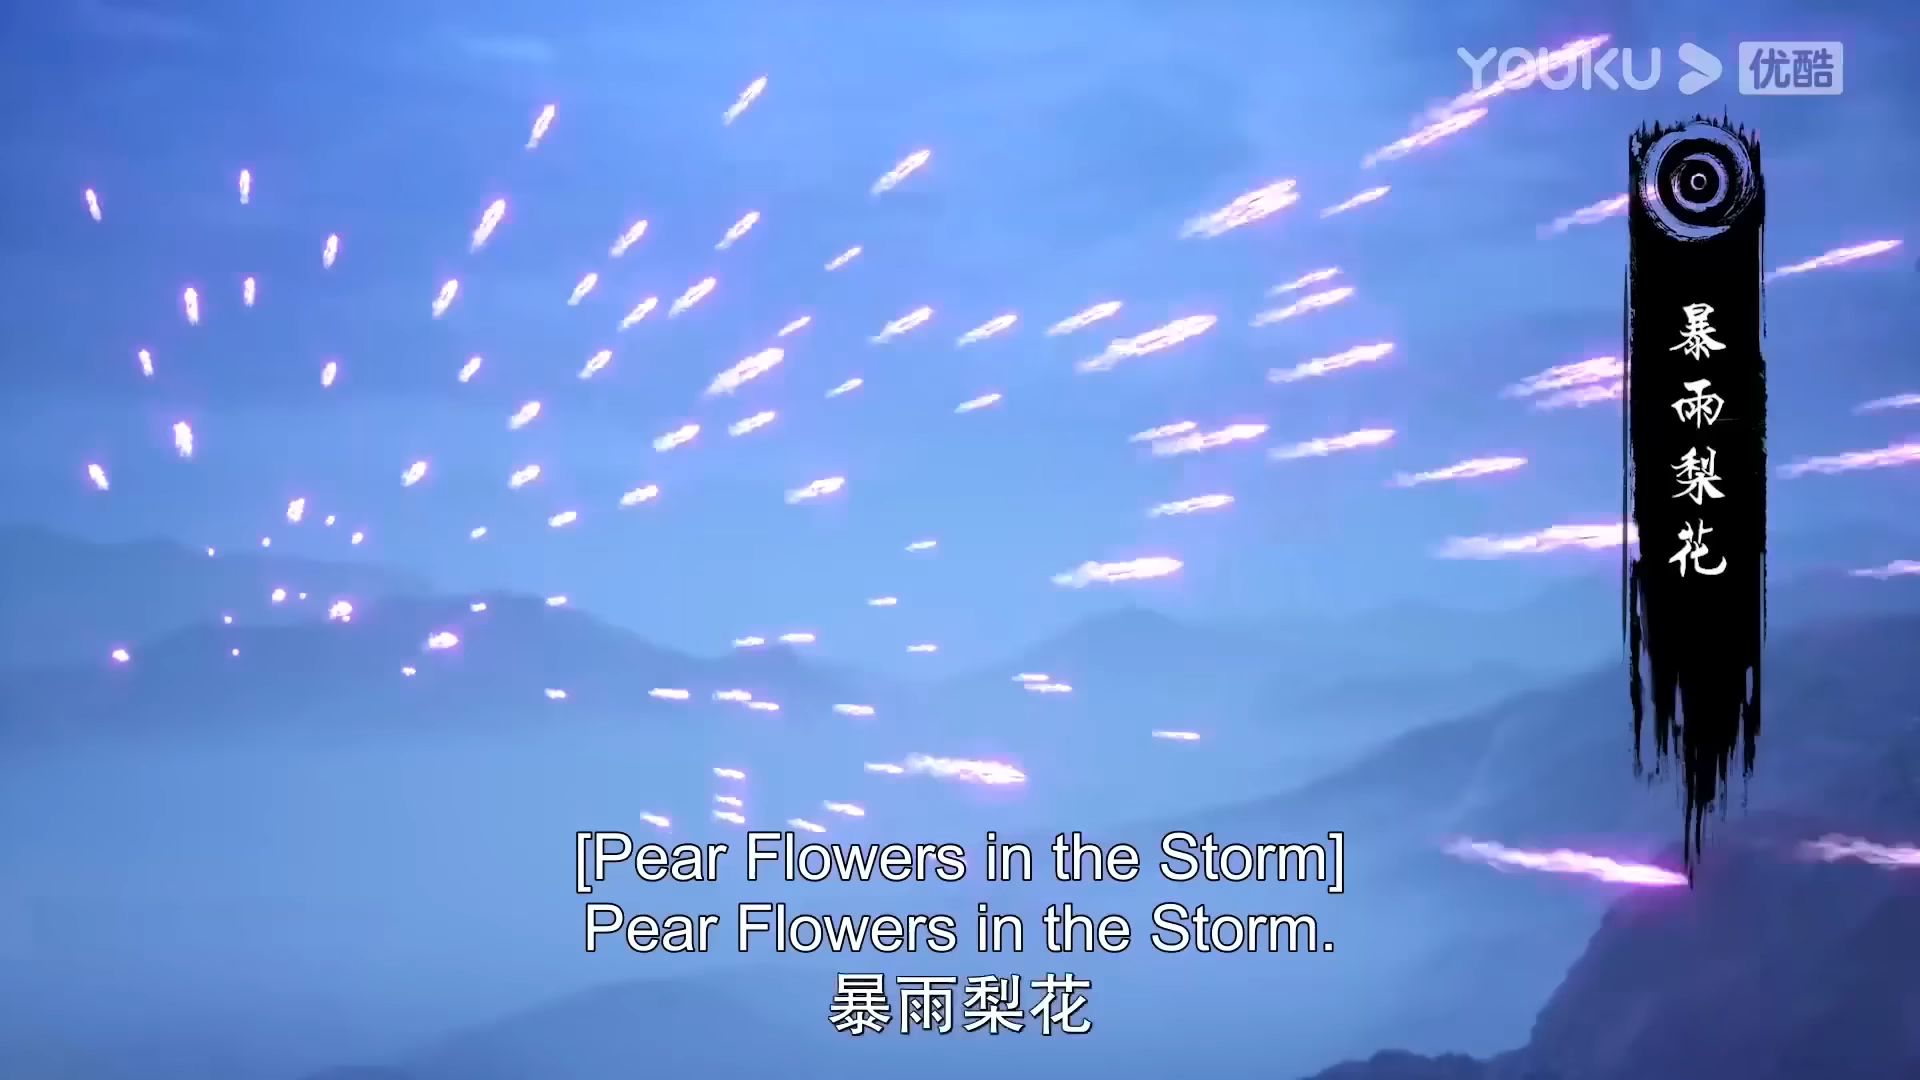 YOUKU 优酷
暴雨梨花
[Pear Flowers in the Storm]
Pear Flowers in the Storm.
暴雨梨花